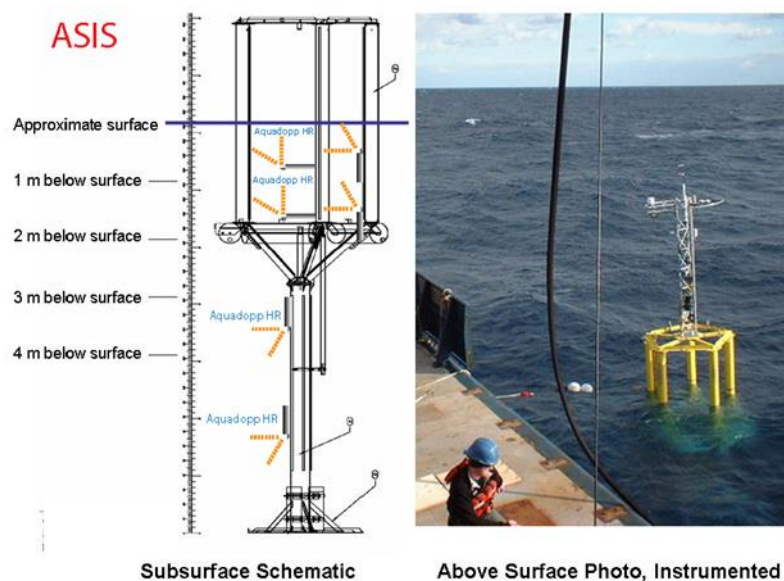 ASIS
Approximate surface
Aquadopp HR
1 m below surface
Aquadopp HR
2 m below surface
3 m below surface
Aquadopp HR
4 m below surface
Aquadopp HR
Subsurface Schematic
Above Surface Photo, Instrumented